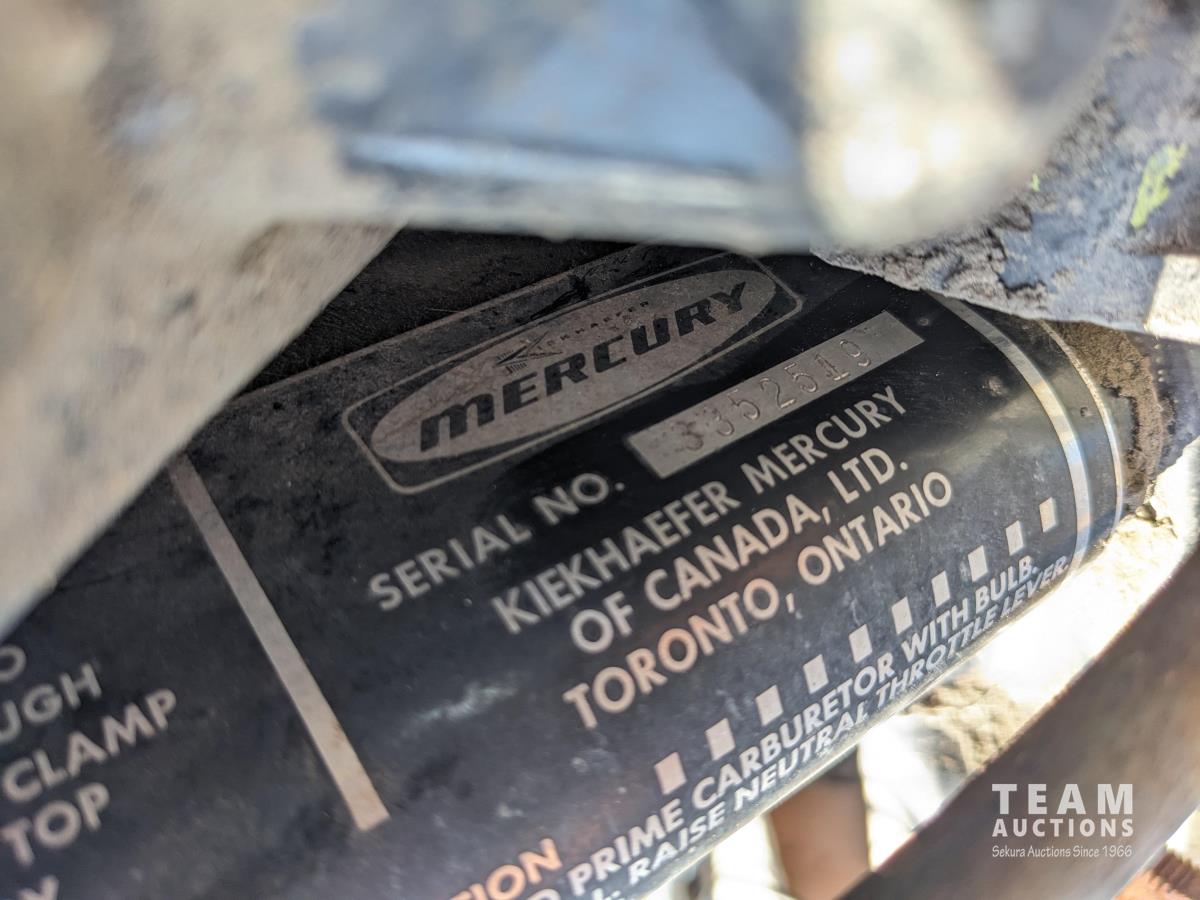 KIEKHAEFER
MERCURY
SERIAL NO. 3352519
KIEKHAEFER MERCURY
OF CANADA, LTD.
TORONTO, ONTARIO
UGH
CLAMP
TOP
TION
PRIME CARBURETOR WITH BULB.
RAISE NEUTRAL THROTTLE LEVER.
TEAM
AUCTIONS
Sekura Auctions Since 1966